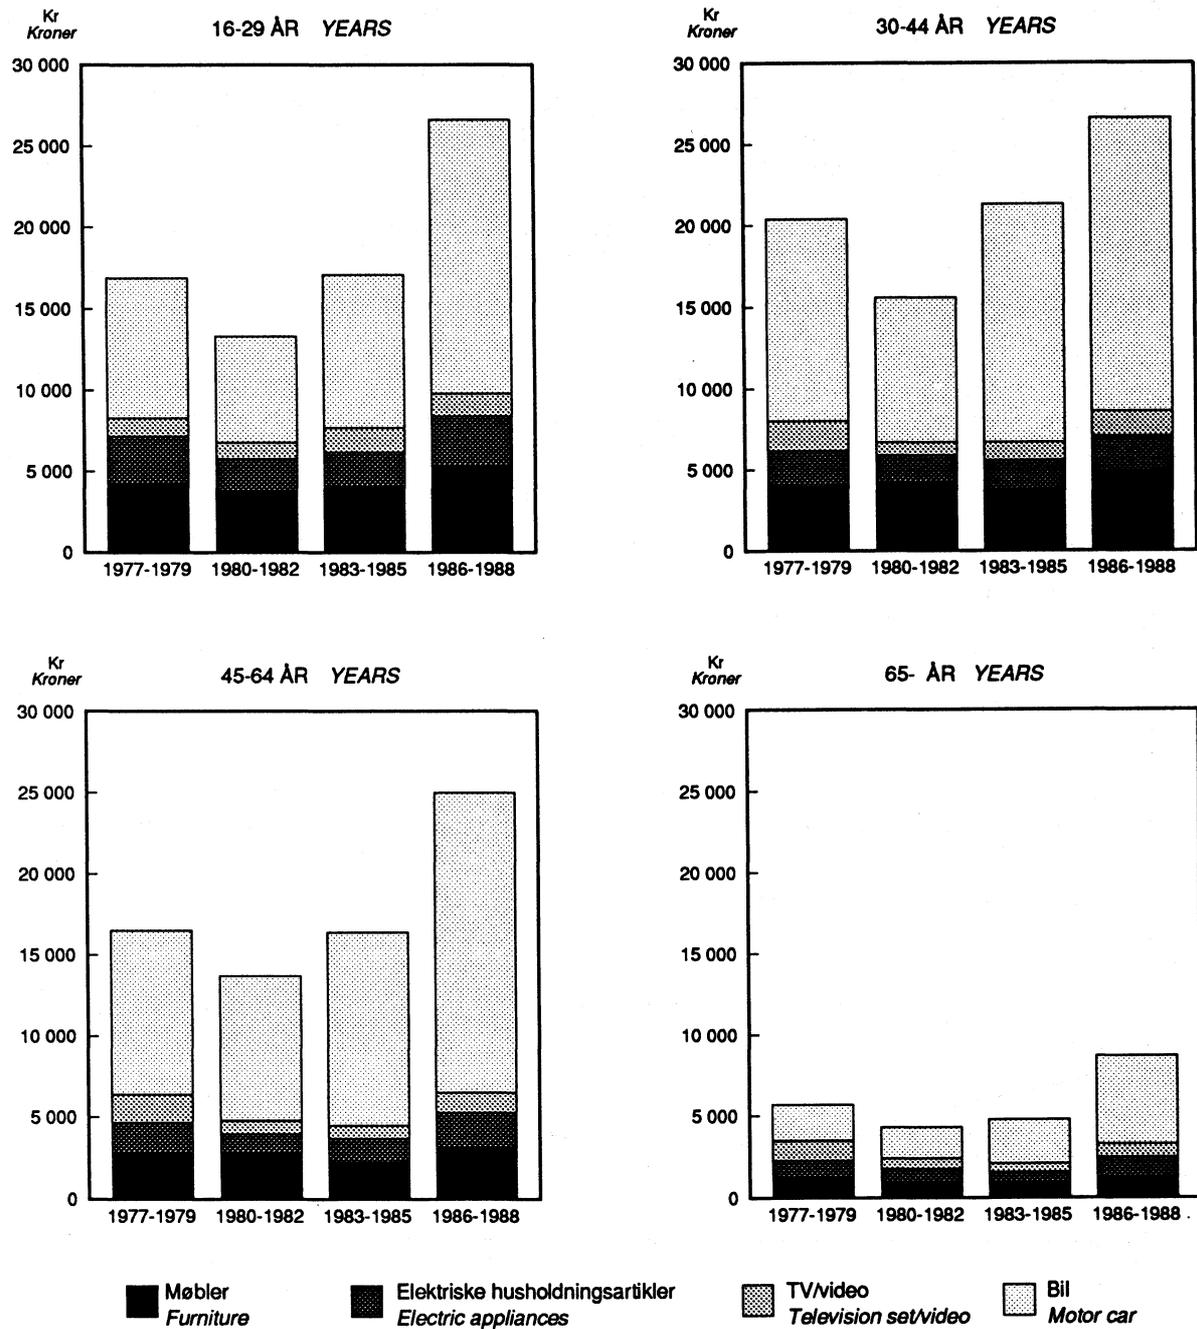 Kr
Kroner
16-29 ÅR YEARS
30 000
25 000
20 000
15 000
10 000
5 000
0
1977-1979 1980-1982 1983-1985 1986-1988
Kr
Kroner
30-44 ÅR YEARS
30 000
25 000
20 000
15 000
10 000
5 000
0
1977-1979 1980-1982 1983-1985 1986-1988
Kr
Kroner
45-64 ÅR YEARS
30 000
25 000
20 000
15 000
10 000
5 000
0
1977-1979 1980-1982 1983-1985 1986-1988
Kr
Kroner
65- ÅR YEARS
30 000
25 000
20 000
15 000
10 000
5 000
0
1977-1979 1980-1982 1983-1985 1986-1988
Møbler
Furniture
Elektriske husholdningsartikler
Electric appliances
TV/video
Television set/video
Bil
Motor car